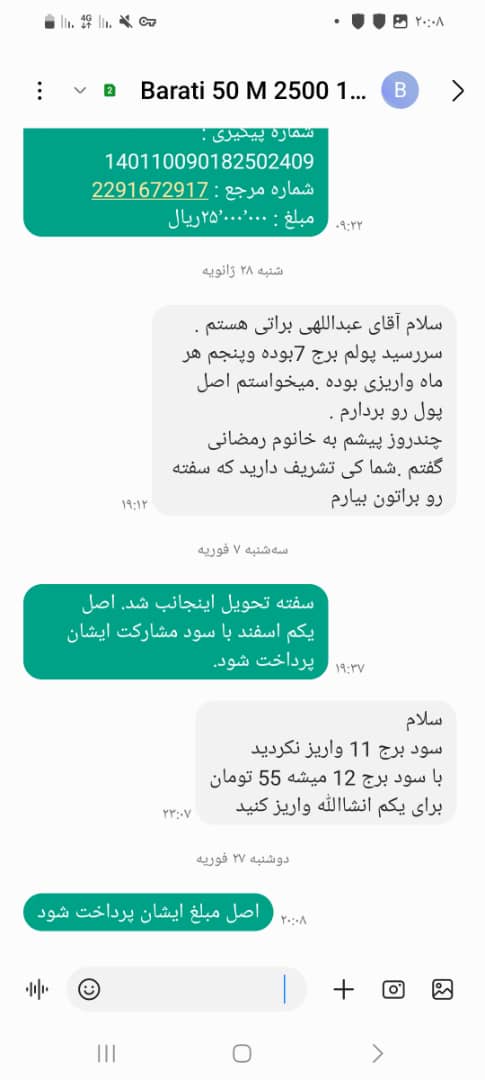 ۲۰:۰۸
4G
Barati 50 M 2500 1...
B
2
شماره پیگیری :
140110090182502409
شماره مرجع : 2291672917
مبلغ : ۲۵٬۰۰۰٬۰۰۰ریال
۰۹:۲۲
شنبه ۲۸ ژانویه
سلام آقای عبداللهی براتی هستم .
سررسید پولم برج 7بوده وپنجم هر
ماه واریزی بوده .میخواستم اصل
پول رو بردارم .
چندروز پیشم به خانوم رمضانی
گفتم .شما کی تشریف دارید که سفته
رو براتون بیارم
۱۹:۱۲
سه‌شنبه ۷ فوریه
سفته تحویل اینجانب شد. اصل
یکم اسفند با سود مشارکت ایشان
پرداخت شود.
۱۹:۳۷
سلام
سود برج 11 واریز نکردید
با سود برج 12 میشه 55 تومان
برای یکم انشاالله واریز کنید
۲۳:۰۷
دوشنبه ۲۷ فوریه
اصل مبلغ ایشان پرداخت شود
۲۰:۰۸